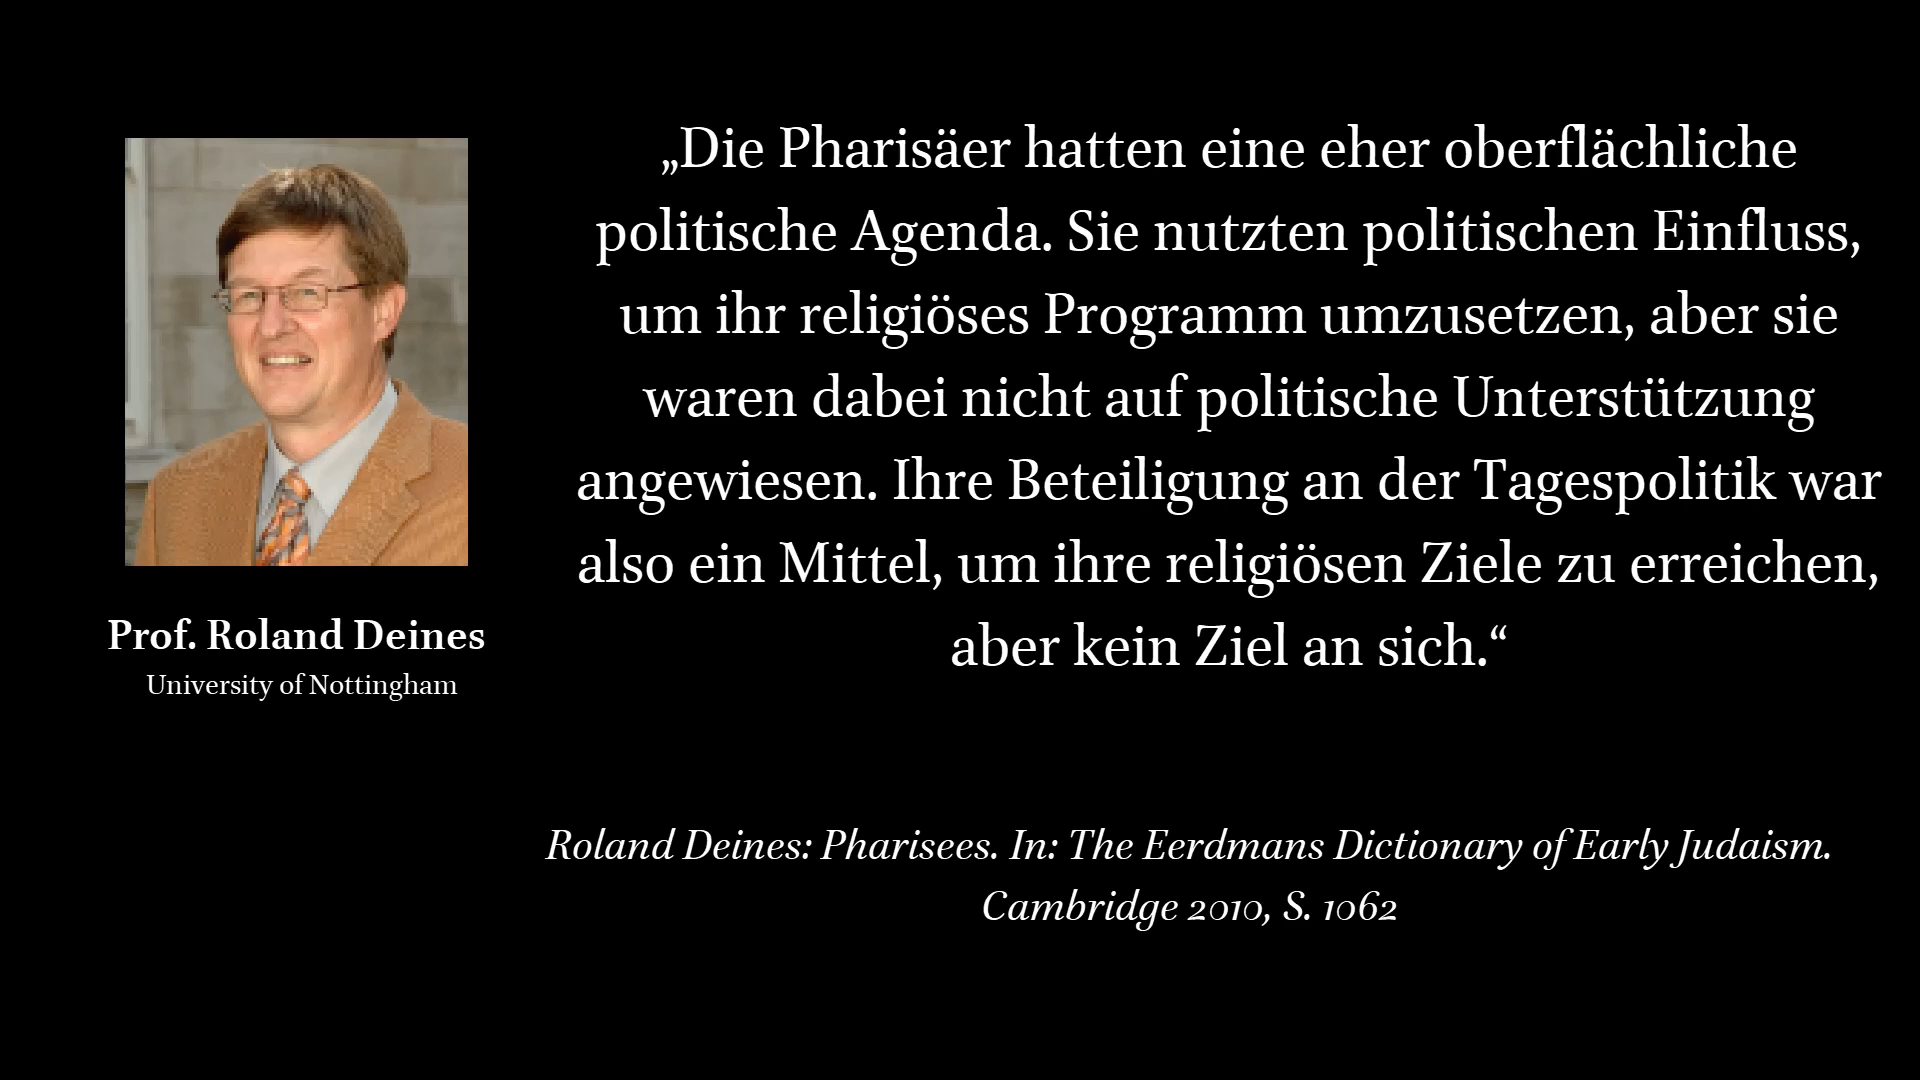 „Die Pharisäer hatten eine eher oberflächliche
politische Agenda. Sie nutzten politischen Einfluss,
um ihr religiöses Programm umzusetzen, aber sie
waren dabei nicht auf politische Unterstützung
angewiesen. Ihre Beteiligung an der Tagespolitik war
also ein Mittel, um ihre religiösen Ziele zu erreichen,
aber kein Ziel an sich.“
Prof. Roland Deines
University of Nottingham
Roland Deines: Pharisees. In: The Eerdmans Dictionary of Early Judaism.
Cambridge 2010, S. 1062